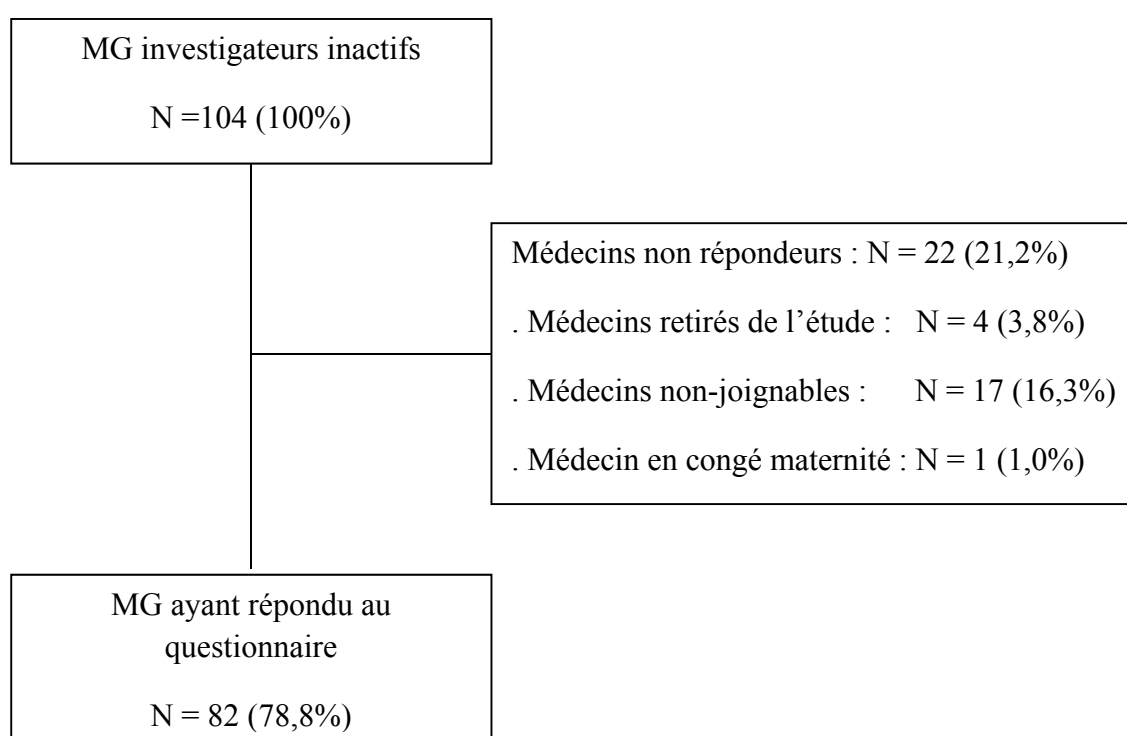 MG investigateurs inactifs
N =104 (100%)
Médecins non répondeurs : N = 22 (21,2%)
. Médecins retirés de l’étude : N = 4 (3,8%)
. Médecins non-joignables : N = 17 (16,3%)
. Médecin en congé maternité : N = 1 (1,0%)
MG ayant répondu au
questionnaire
N = 82 (78,8%)